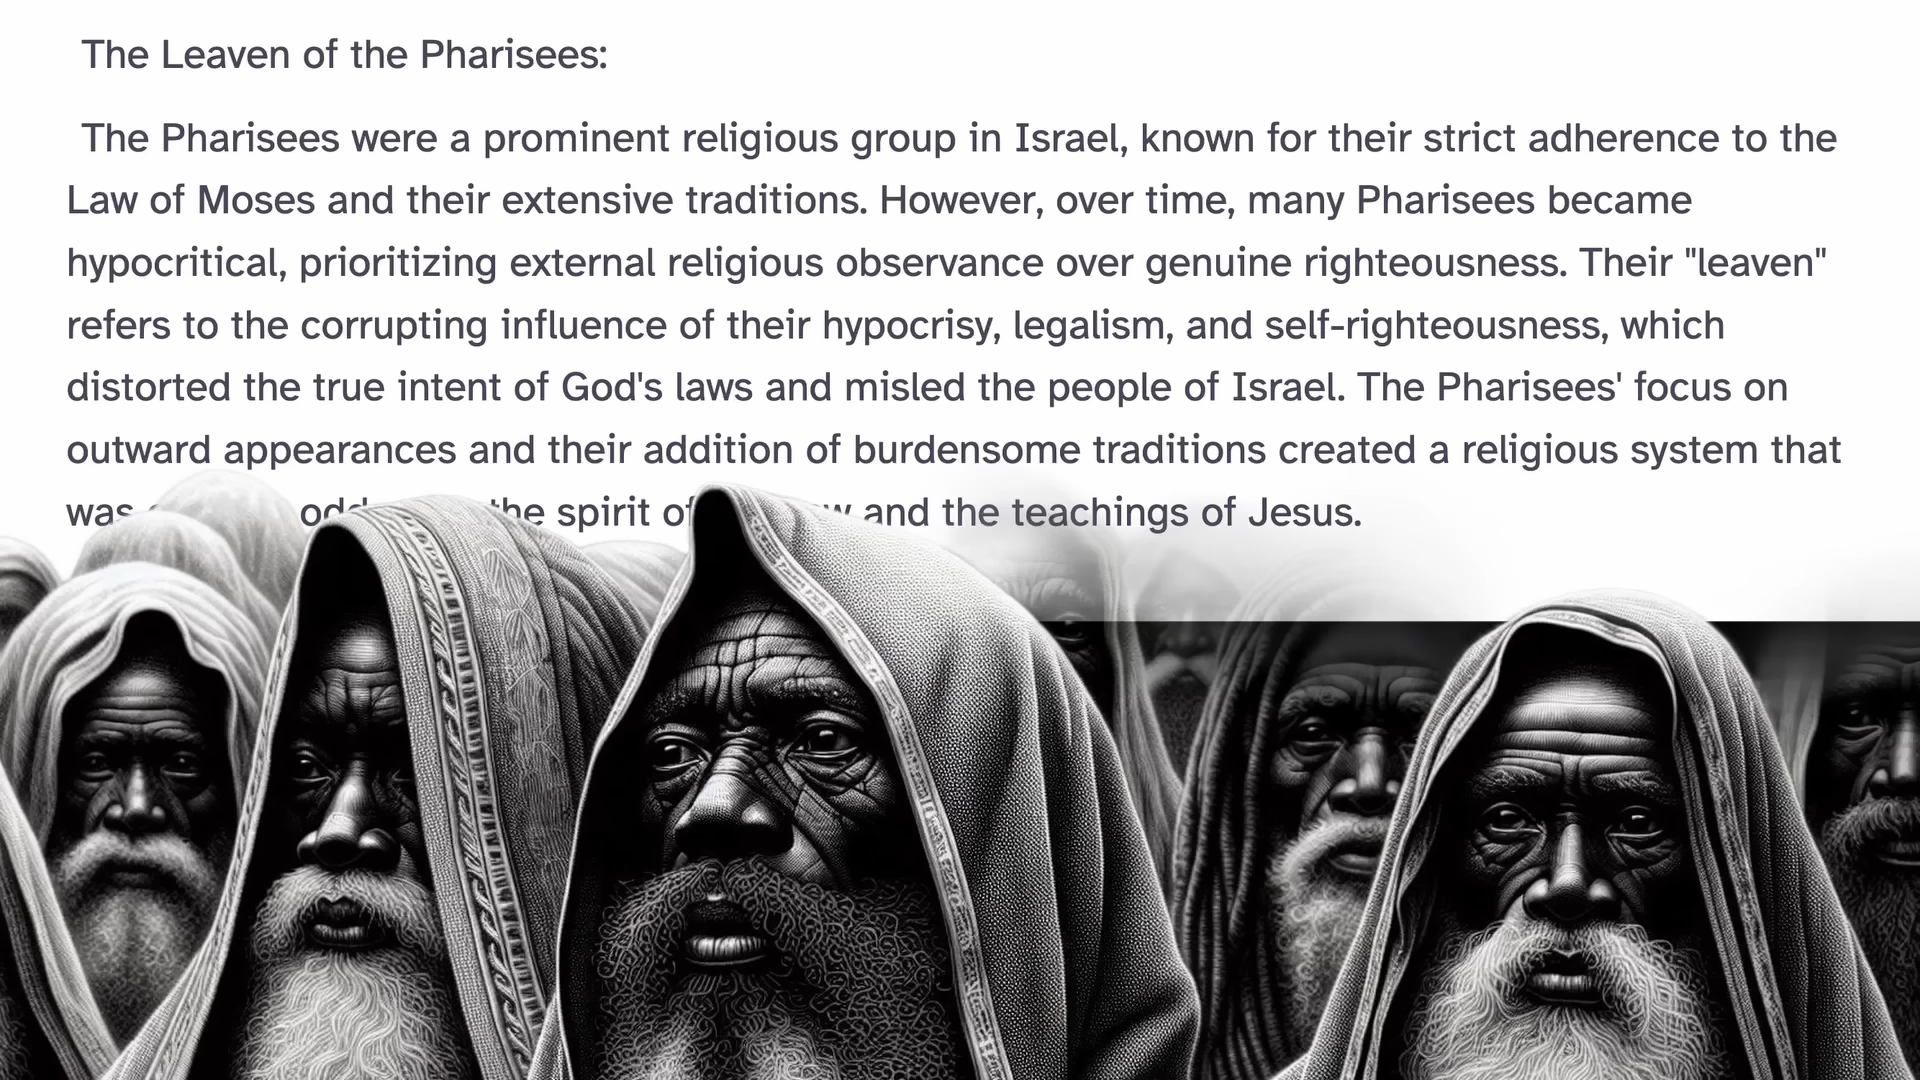 The Leaven of the Pharisees:
The Pharisees were a prominent religious group in Israel, known for their strict adherence to the
Law of Moses and their extensive traditions. However, over time, many Pharisees became
hypocritical, prioritizing external religious observance over genuine righteousness. Their "leaven"
refers to the corrupting influence of their hypocrisy, legalism, and self-righteousness, which
distorted the true intent of God's laws and misled the people of Israel. The Pharisees' focus on
outward appearances and their addition of burdensome traditions created a religious system that
was the spirit of and the teachings of Jesus.